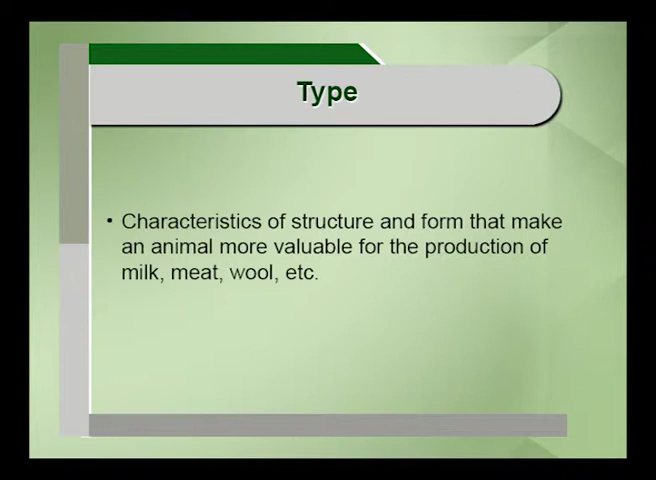 Type
• Characteristics of structure and form that make
an animal more valuable for the production of
milk, meat, wool, etc.